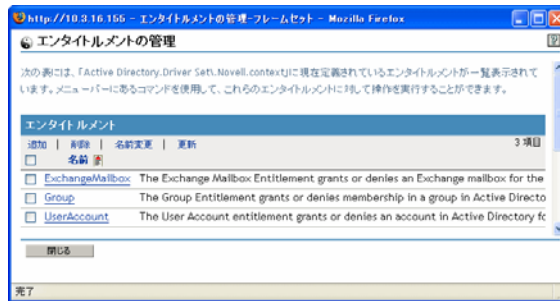 http://10.3.16.155 - エンタイトルメントの管理-フレームセット - Mozilla Firefox
エンタイトルメントの管理
次の表には、「Active Directory.Driver Set\.Novell.context」に現在定義されているエンタイトルメントが一覧表示されて
います。メニューバーにあるコマンドを使用して、これらのエンタイトルメントに対して操作を実行することができます。
エンタイトルメント
追加 | 削除 | 名前変更 | 更新 3 項目
名前
ExchangeMailbox The Exchange Mailbox Entitlement grants or denies an Exchange mailbox for the
Group The Group Entitlement grants or denies membership in a group in Active Directo
UserAccount The User Account entitlement grants or denies an account in Active Directory fo
閉じる
完了